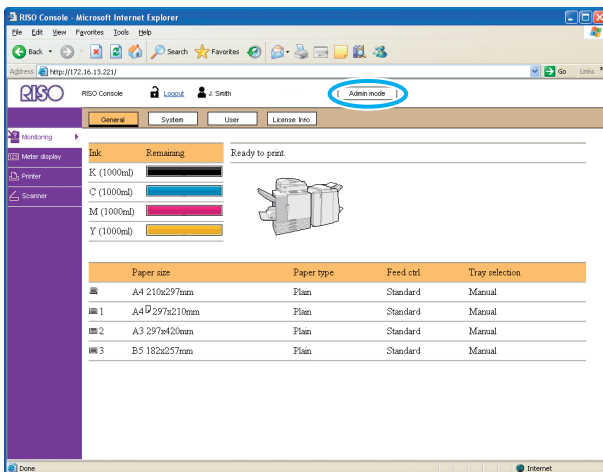 RISO Console - Microsoft Internet Explorer
File Edit View Favorites Tools Help
Back Search Favorites
Address http://172.16.13.221/ Go Links »
RISO RISO Console Logout J. Smith Admin mode
General System User License Info.
Monitoring
Meter display
Printer
Scanner
Ink Remaining Ready to print.
K (1000ml)
C (1000ml)
M (1000ml)
Y (1000ml)
Paper size Paper type Feed ctrl. Tray selection
A4 210x297mm Plain Standard Manual
1 A4 297x210mm Plain Standard Manual
2 A3 297x420mm Plain Standard Manual
3 B5 182x257mm Plain Standard Manual
Done Internet